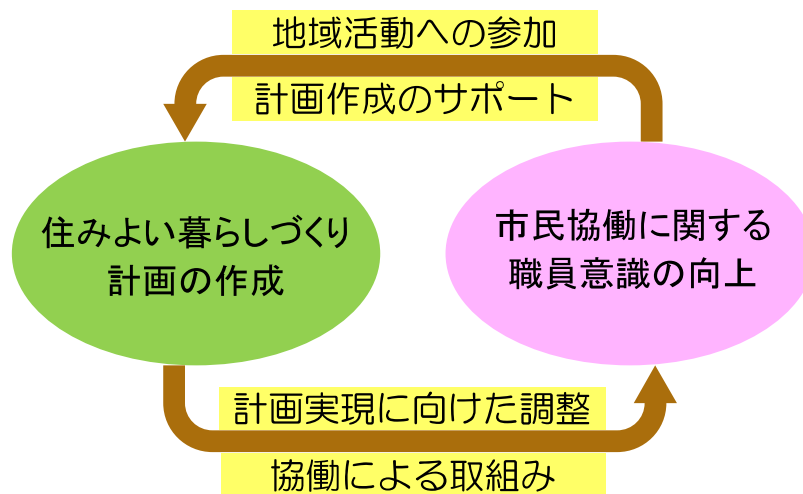 地域活動への参加
計画作成のサポート
住みよい暮らしづくり
計画の作成
市民協働に関する
職員意識の向上
計画実現に向けた調整
協働による取組み